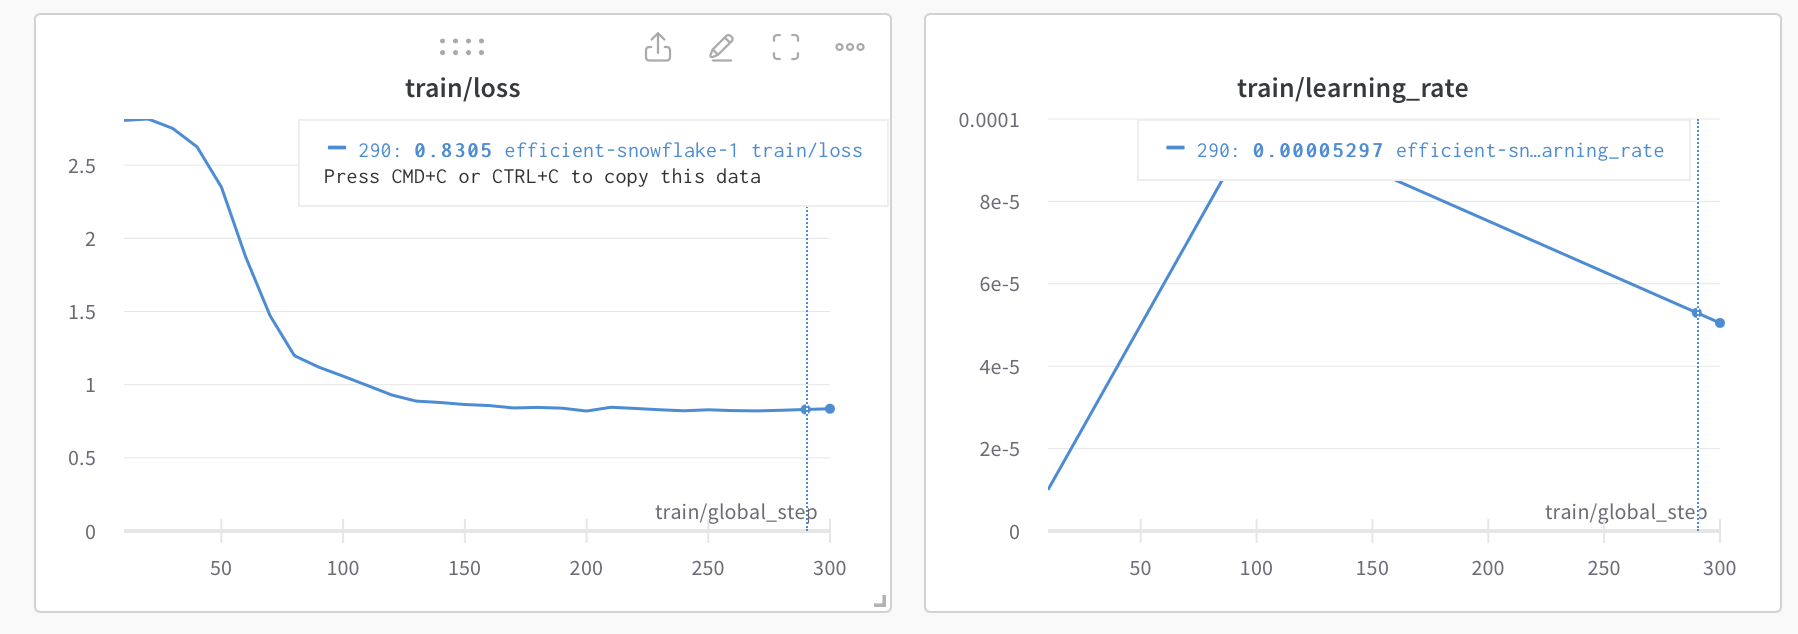 train/loss
290: 0.8305 efficient-snowflake-1 train/loss
Press CMD+C or CTRL+C to copy this data
2.5
2
1.5
1
0.5
0
train/global_step
50 100 150 200 250 300
train/learning_rate
0.0001
290: 0.00005297 efficient-sn…arning_rate
8e-5
6e-5
4e-5
2e-5
0
train/global_step
50 100 150 200 250 300